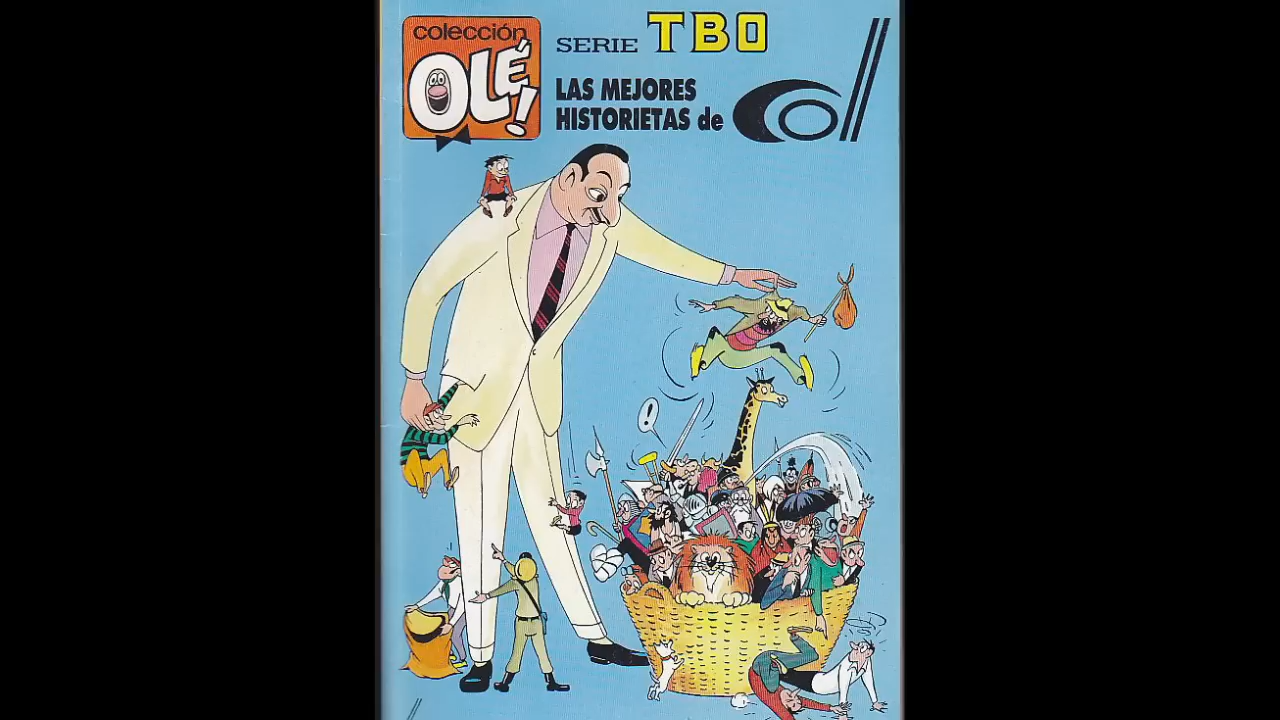 colección
OLÉ!
SERIE TBO
LAS MEJORES
HISTORIETAS de Coll
!